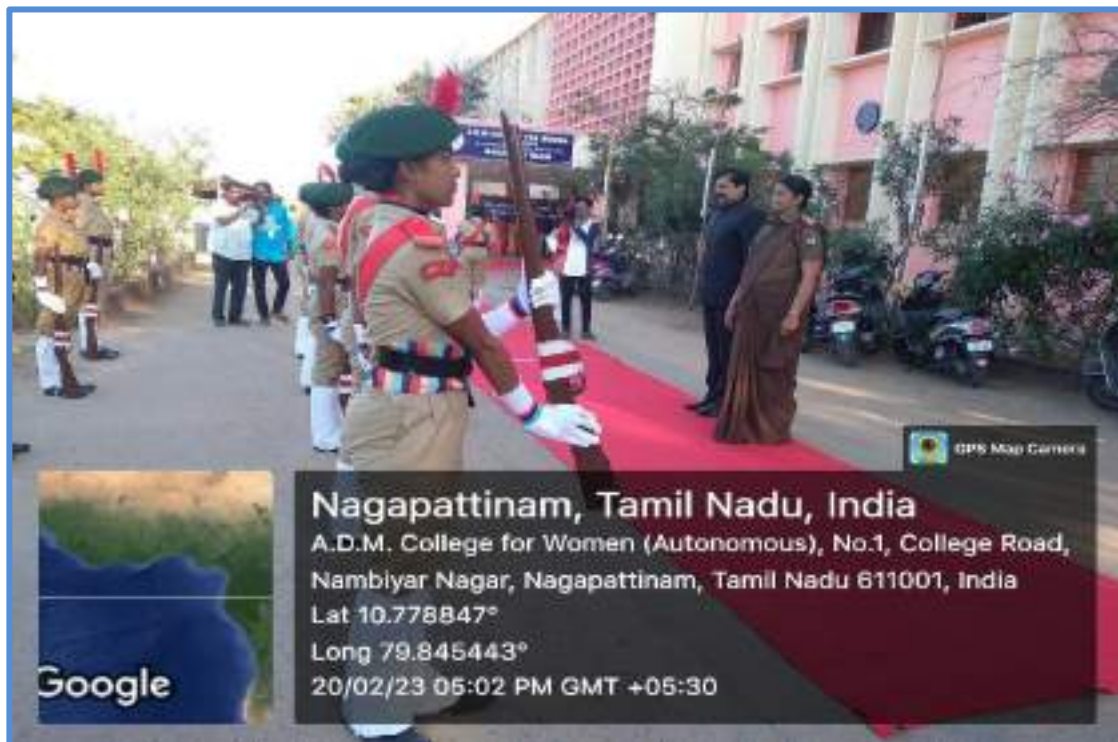 GPS Map Camera
Nagapattinam, Tamil Nadu, India
A.D.M. College for Women (Autonomous), No.1, College Road,
Nambiyar Nagar, Nagapattinam, Tamil Nadu 611001, India
Lat 10.778847°
Long 79.845443°
20/02/23 05:02 PM GMT +05:30
Google